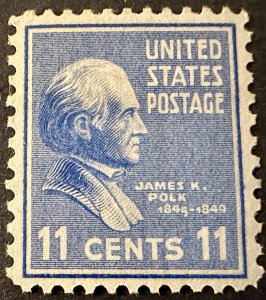 UNITED
STATES
POSTAGE
JAMES K.
POLK
1845-1849
11 CENTS 11